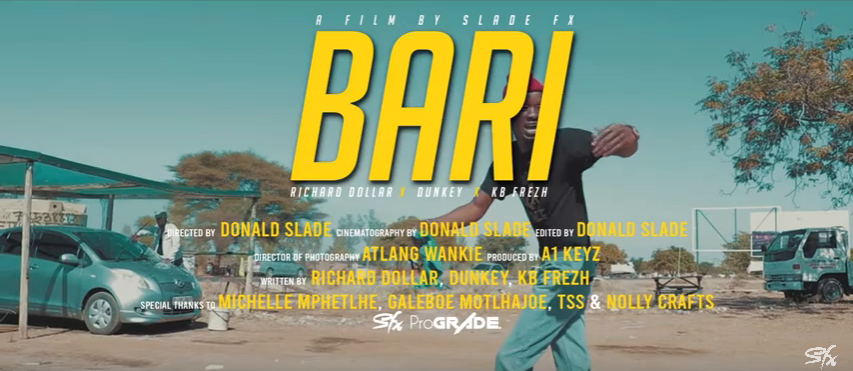 A FILM BY SLADE FX
BARI
RICHARD DOLLAR X DUNKEY X KB FREZH
DIRECTED BY DONALD SLADE CINEMATOGRAPHY BY DONALD SLADE EDITED BY DONALD SLADE
DIRECTOR OF PHOTOGRAPHY ATLANG WANKIE PRODUCED BY A1 KEYZ
WRITTEN BY RICHARD DOLLAR, DUNKEY, KB FREZH
SPECIAL THANKS TO MICHELLE MPHETLHE, GALEBOE MOTLHAJOE, TSS & NOLLY CRAFTS
Sfx ProGRADE
Sfx